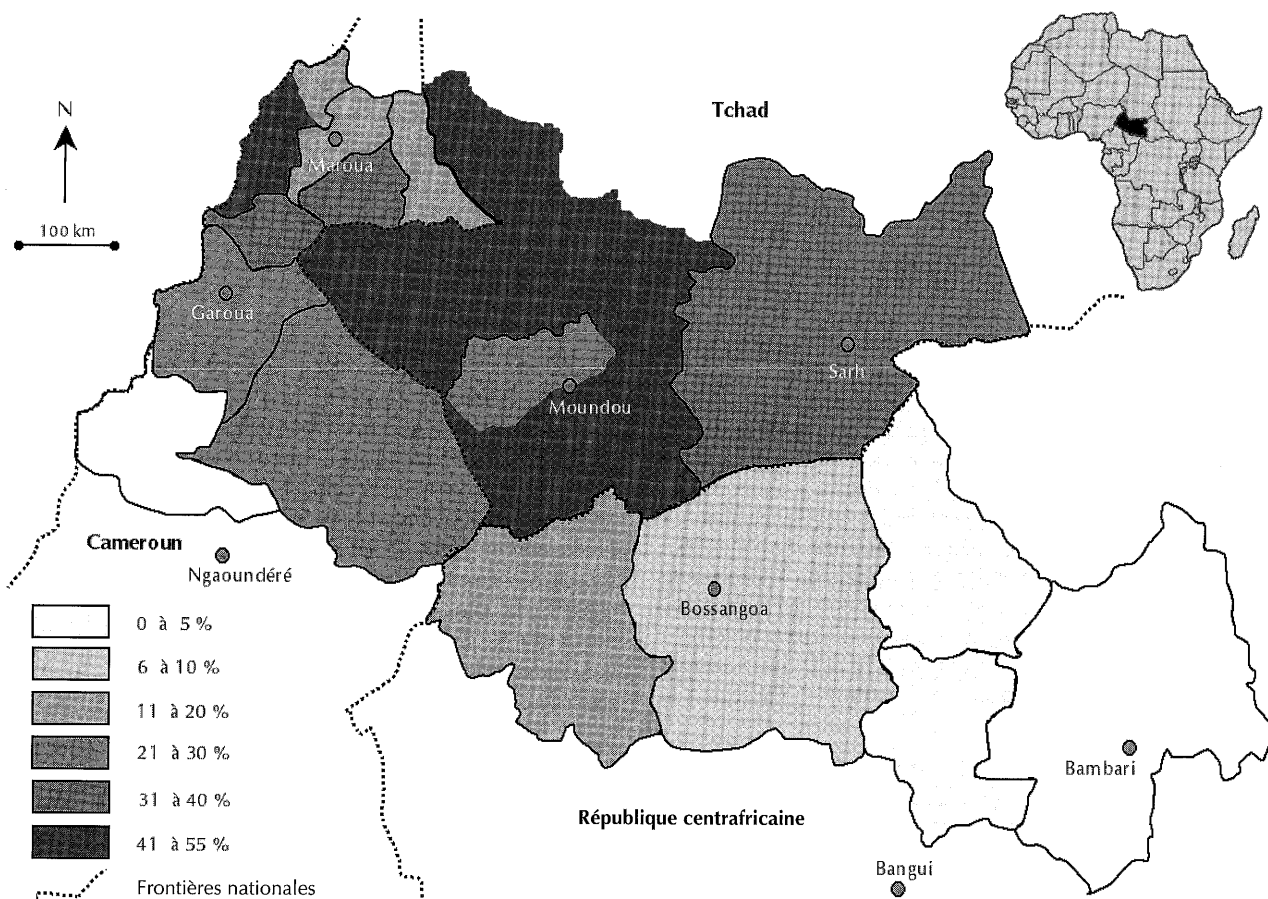 N
100 km
Tchad
Maroua
Garoua
Moundou
Sarh
Cameroun
Ngaoundéré
Bossangoa
Bambari
République centrafricaine
Bangui
0 à 5 %
6 à 10 %
11 à 20 %
21 à 30 %
31 à 40 %
41 à 55 %
Frontières nationales